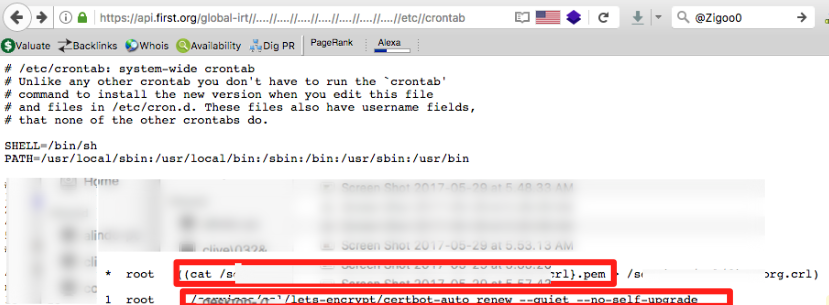 https://api.first.org/global-irt//....//....//....//....//....//....//....//etc//crontab
@Zigoo0
Valuate Backlinks Whois Availability Dig PR PageRank Alexa
# /etc/crontab: system-wide crontab
# Unlike any other crontab you don't have to run the `crontab'
# command to install the new version when you edit this file
# and files in /etc/cron.d. These files also have username fields,
# that none of the other crontabs do.
SHELL=/bin/sh
PATH=/usr/local/sbin:/usr/local/bin:/sbin:/bin:/usr/sbin:/usr/bin
Home Screen Shot 2017-05-29 at 5.48.33 AM
Screen Shot 2017-05-29 at 5.53.13 AM
* root ((cat /s crl}.pem > /s org.crl)
1 root /lets-encrypt/certbot-auto renew --quiet --no-self-upgrade